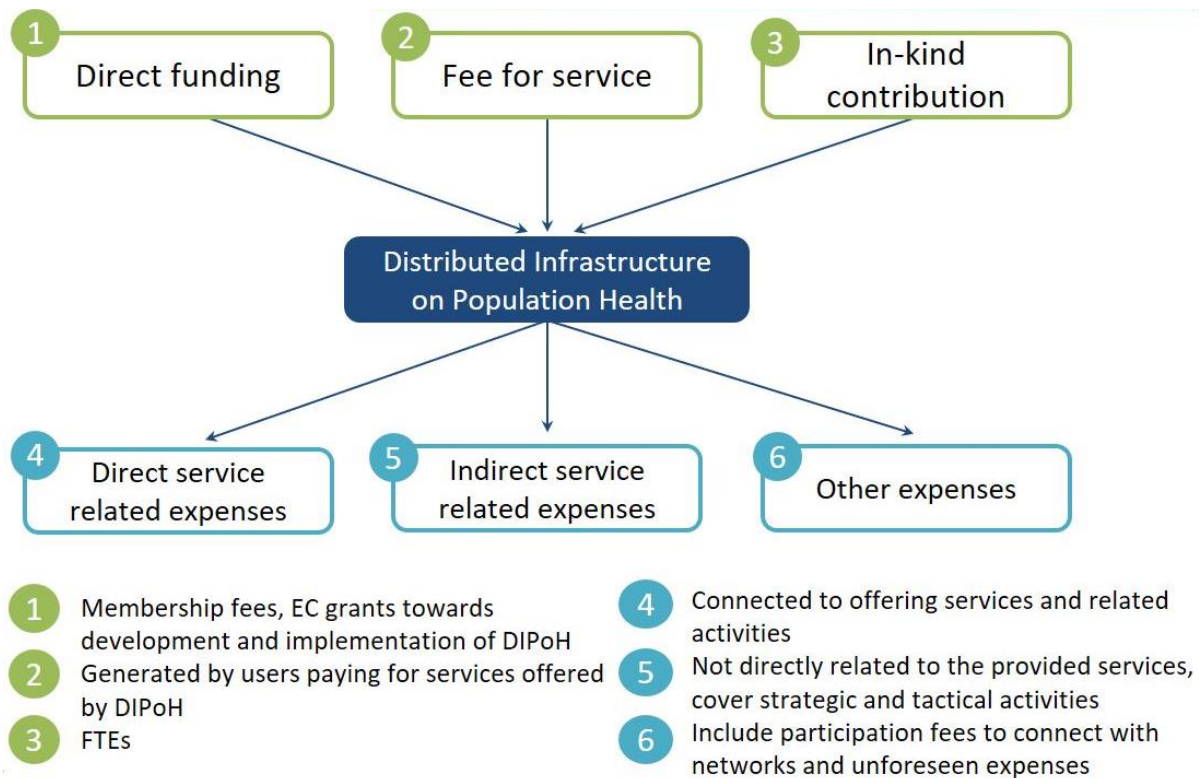 1
Direct funding
2
Fee for service
3
In-kind
contribution
Distributed Infrastructure
on Population Health
4
Direct service
related expenses
5
Indirect service
related expenses
6
Other expenses
1
Membership fees, EC grants towards
development and implementation of DIPoH
2
Generated by users paying for services offered
by DIPoH
3
FTEs
4
Connected to offering services and related
activities
5
Not directly related to the provided services,
cover strategic and tactical activities
6
Include participation fees to connect with
networks and unforeseen expenses